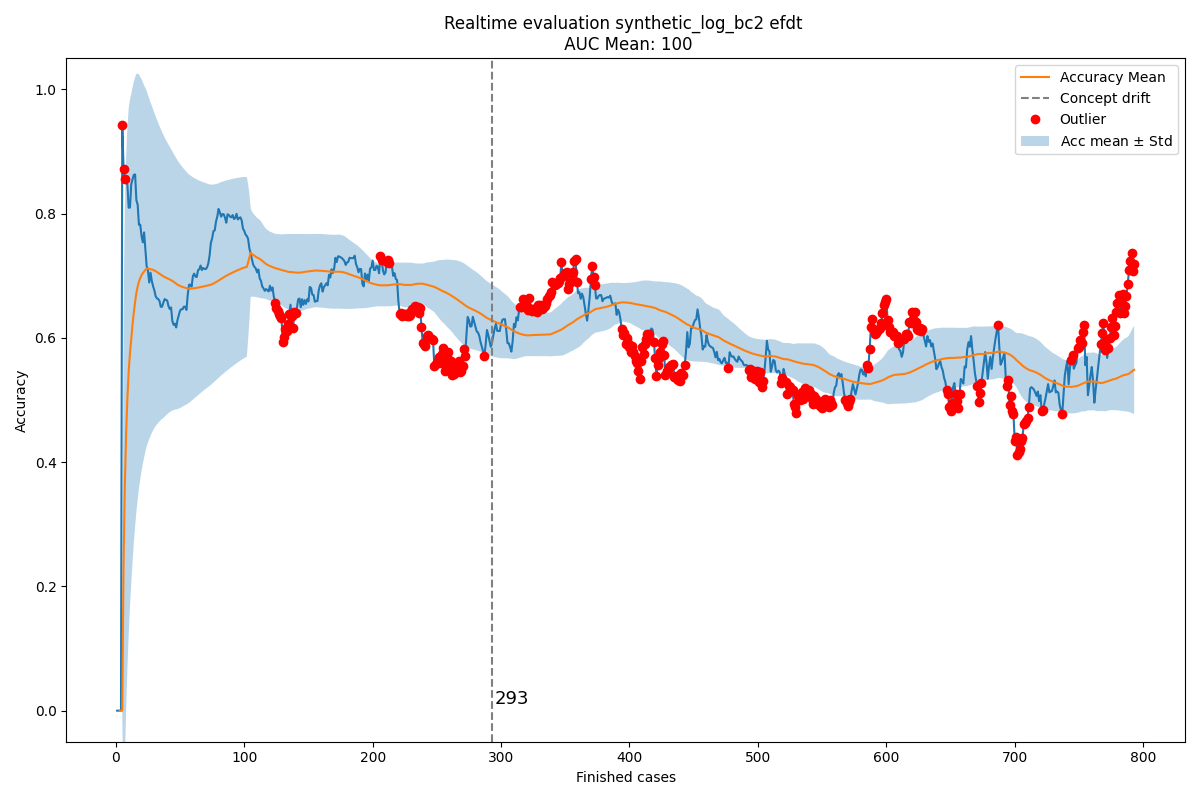 Realtime evaluation synthetic_log_bc2 efdt
AUC Mean: 100
Accuracy Mean
Concept drift
Outlier
Acc mean ± Std
1.0
0.8
0.6
0.4
0.2
0.0
Accuracy
293
0 100 200 300 400 500 600 700 800
Finished cases